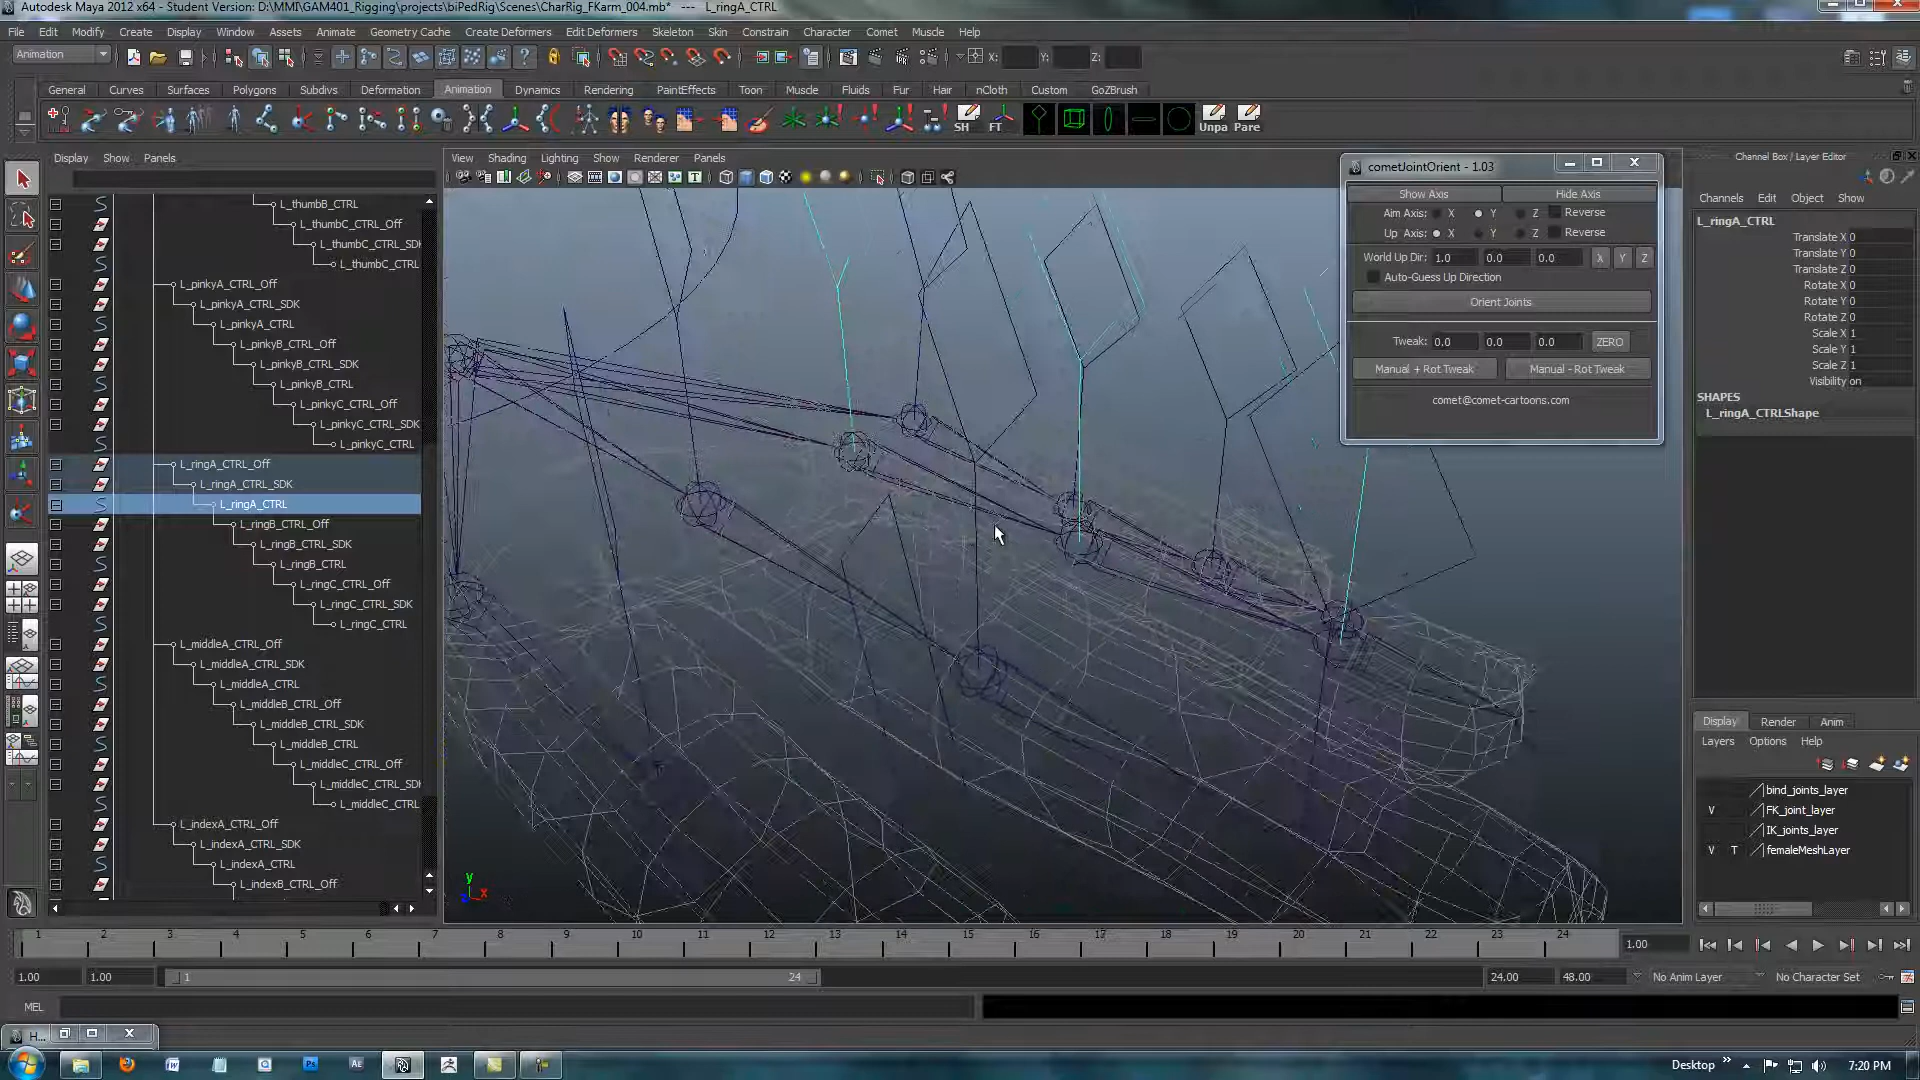 Autodesk Maya 2012 x64 - Student Version: D:\MMI\GAM401_Rigging\projects\biPedRig\Scenes\CharRig_FKarm_004.mb* --- L_ringA_CTRL
File Edit Modify Create Display Window Assets Animate Geometry Cache Create Deformers Edit Deformers Skeleton Skin Constrain Character Comet Muscle Help
Animation X: Y: Z:
General Curves Surfaces Polygons Subdivs Deformation Animation Dynamics Rendering PaintEffects Toon Muscle Fluids Fur Hair nCloth Custom GoZBrush
SH FT Unpa Pare
Display Show Panels
View Shading Lighting Show Renderer Panels
L_thumbB_CTRL
L_thumbC_CTRL_Off
L_thumbC_CTRL_SDK
L_thumbC_CTRL
L_pinkyA_CTRL_Off
L_pinkyA_CTRL_SDK
L_pinkyA_CTRL
L_pinkyB_CTRL_Off
L_pinkyB_CTRL_SDK
L_pinkyB_CTRL
L_pinkyC_CTRL_Off
L_pinkyC_CTRL_SDK
L_pinkyC_CTRL
L_ringA_CTRL_Off
L_ringA_CTRL_SDK
L_ringA_CTRL
L_ringB_CTRL_Off
L_ringB_CTRL_SDK
L_ringB_CTRL
L_ringC_CTRL_Off
L_ringC_CTRL_SDK
L_ringC_CTRL
L_middleA_CTRL_Off
L_middleA_CTRL_SDK
L_middleA_CTRL
L_middleB_CTRL_Off
L_middleB_CTRL_SDK
L_middleB_CTRL
L_middleC_CTRL_Off
L_middleC_CTRL_SD
L_middleC_CTRL
L_indexA_CTRL_Off
L_indexA_CTRL_SDK
L_indexA_CTRL
L_indexB_CTRL_Off
y
x
cometJointOrient - 1.03
Show Axis Hide Axis
Aim Axis: X Y Z Reverse
Up Axis: X Y Z Reverse
World Up Dir: 1.0 0.0 0.0 X Y Z
Auto-Guess Up Direction
Orient Joints
Tweak: 0.0 0.0 0.0 ZERO
Manual + Rot Tweak Manual - Rot Tweak
comet@comet-cartoons.com
Channel Box / Layer Editor
Channels Edit Object Show
L_ringA_CTRL
Translate X 0
Translate Y 0
Translate Z 0
Rotate X 0
Rotate Y 0
Rotate Z 0
Scale X 1
Scale Y 1
Scale Z 1
Visibility on
SHAPES
L_ringA_CTRLShape
Display Render Anim
Layers Options Help
bind_joints_layer
V FK_joint_layer
IK_joints_layer
V T femaleMeshLayer
1 2 3 4 5 6 7 8 9 10 11 12 13 14 15 16 17 18 19 20 21 22 23 24 1.00
1.00 1.00 1 24 24.00 48.00 No Anim Layer No Character Set
MEL
H...
Desktop 7:20 PM